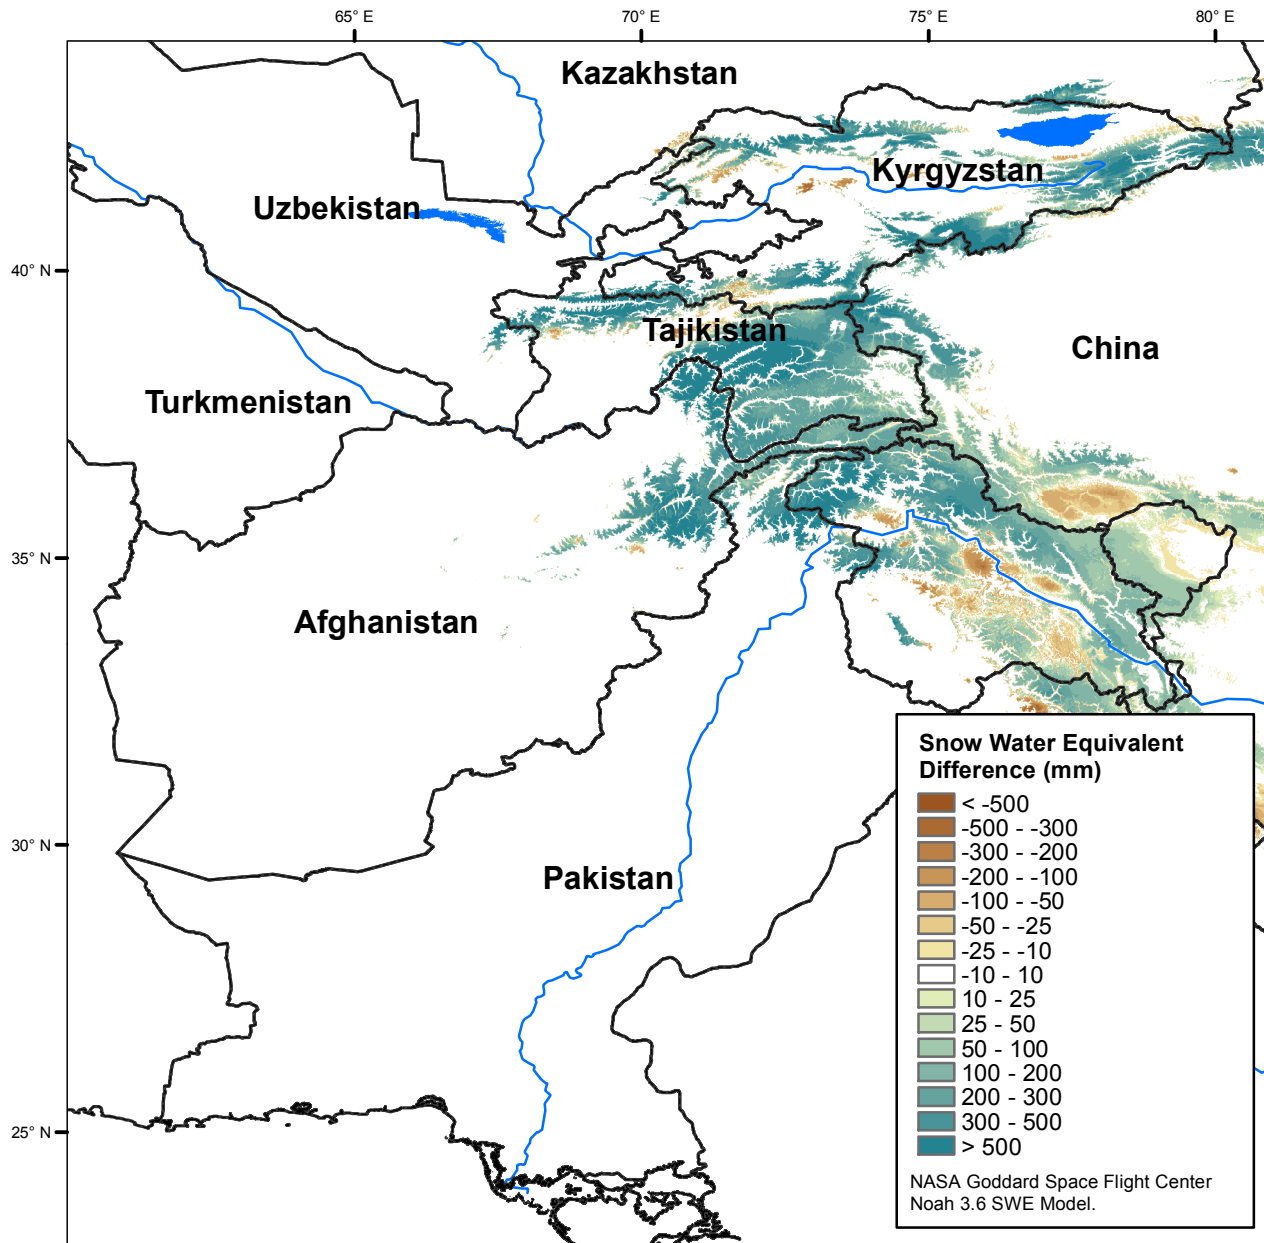 65° E
70° E
75° E
80° E
Kazakhstan
Kyrgyzstan
Uzbekistan
40° N
Tajikistan
China
Turkmenistan
35° N
Afghanistan
Snow Water Equivalent
Difference (mm)
< -500
-500 - -300
-300 - -200
-200 - -100
-100 - -50
-50 - -25
-25 - -10
-10 - 10
10 - 25
25 - 50
50 - 100
100 - 200
200 - 300
300 - 500
> 500
NASA Goddard Space Flight Center
Noah 3.6 SWE Model.
30° N
Pakistan
25° N